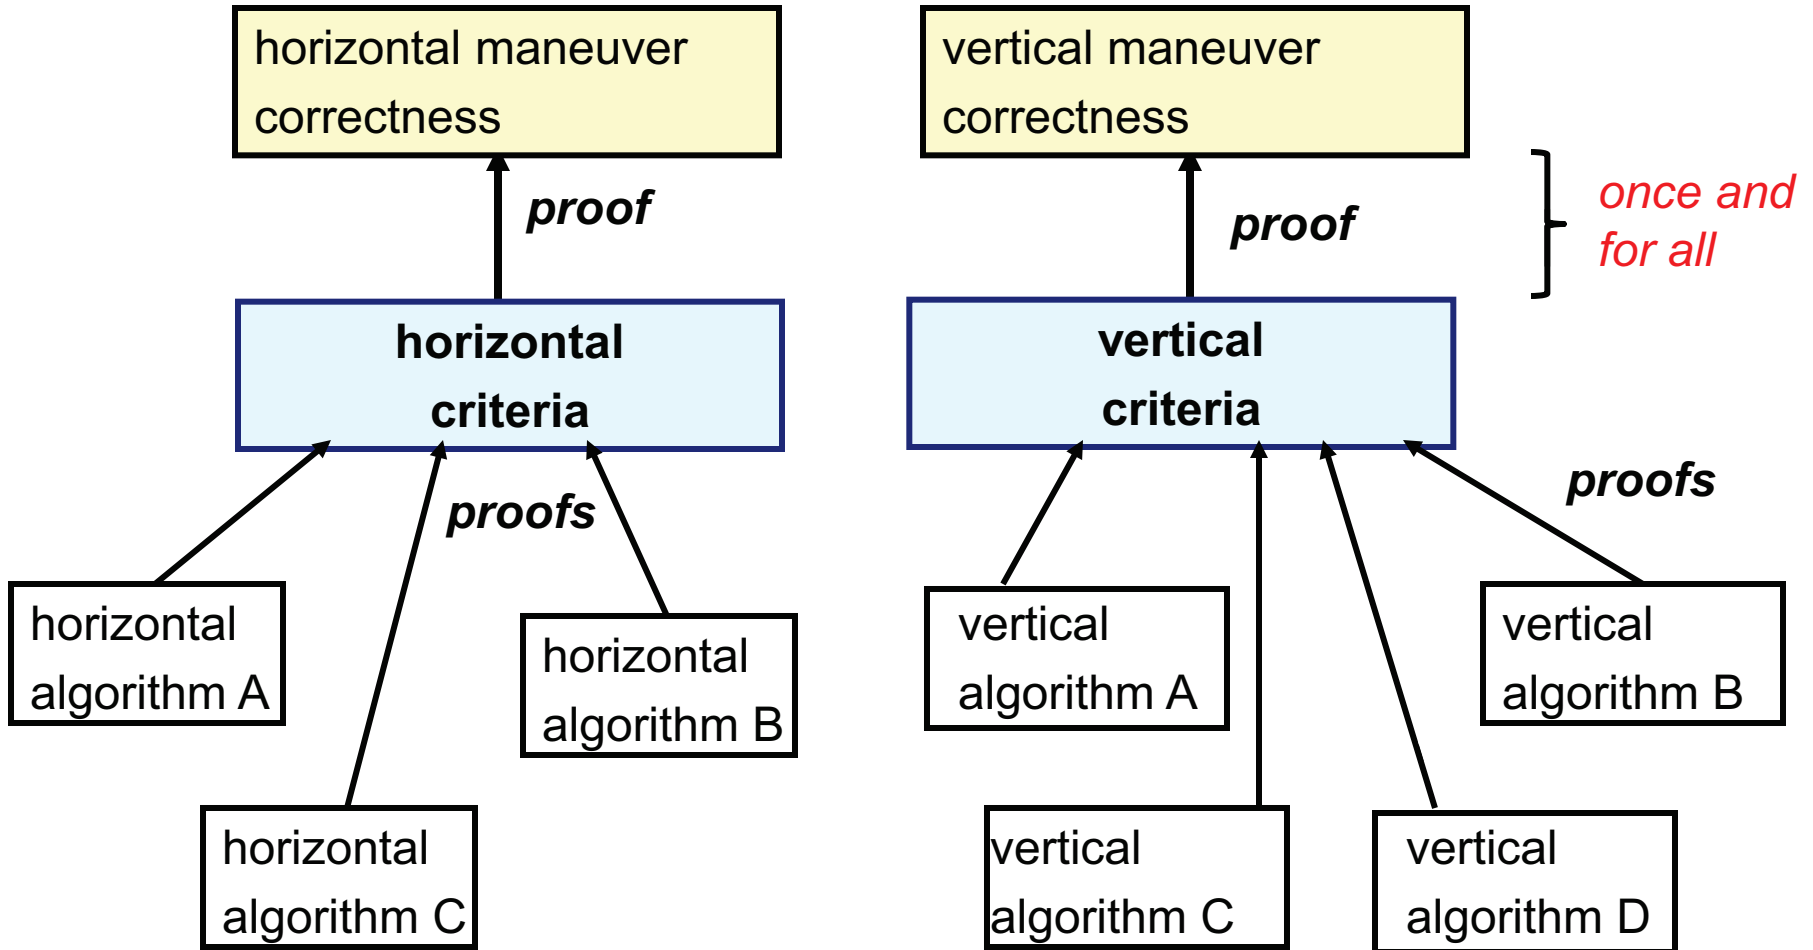 horizontal maneuver
correctness
vertical maneuver
correctness
proof
proof
once and
for all
horizontal
criteria
vertical
criteria
proofs
proofs
horizontal
algorithm A
horizontal
algorithm B
vertical
algorithm A
vertical
algorithm B
horizontal
algorithm C
vertical
algorithm C
vertical
algorithm D